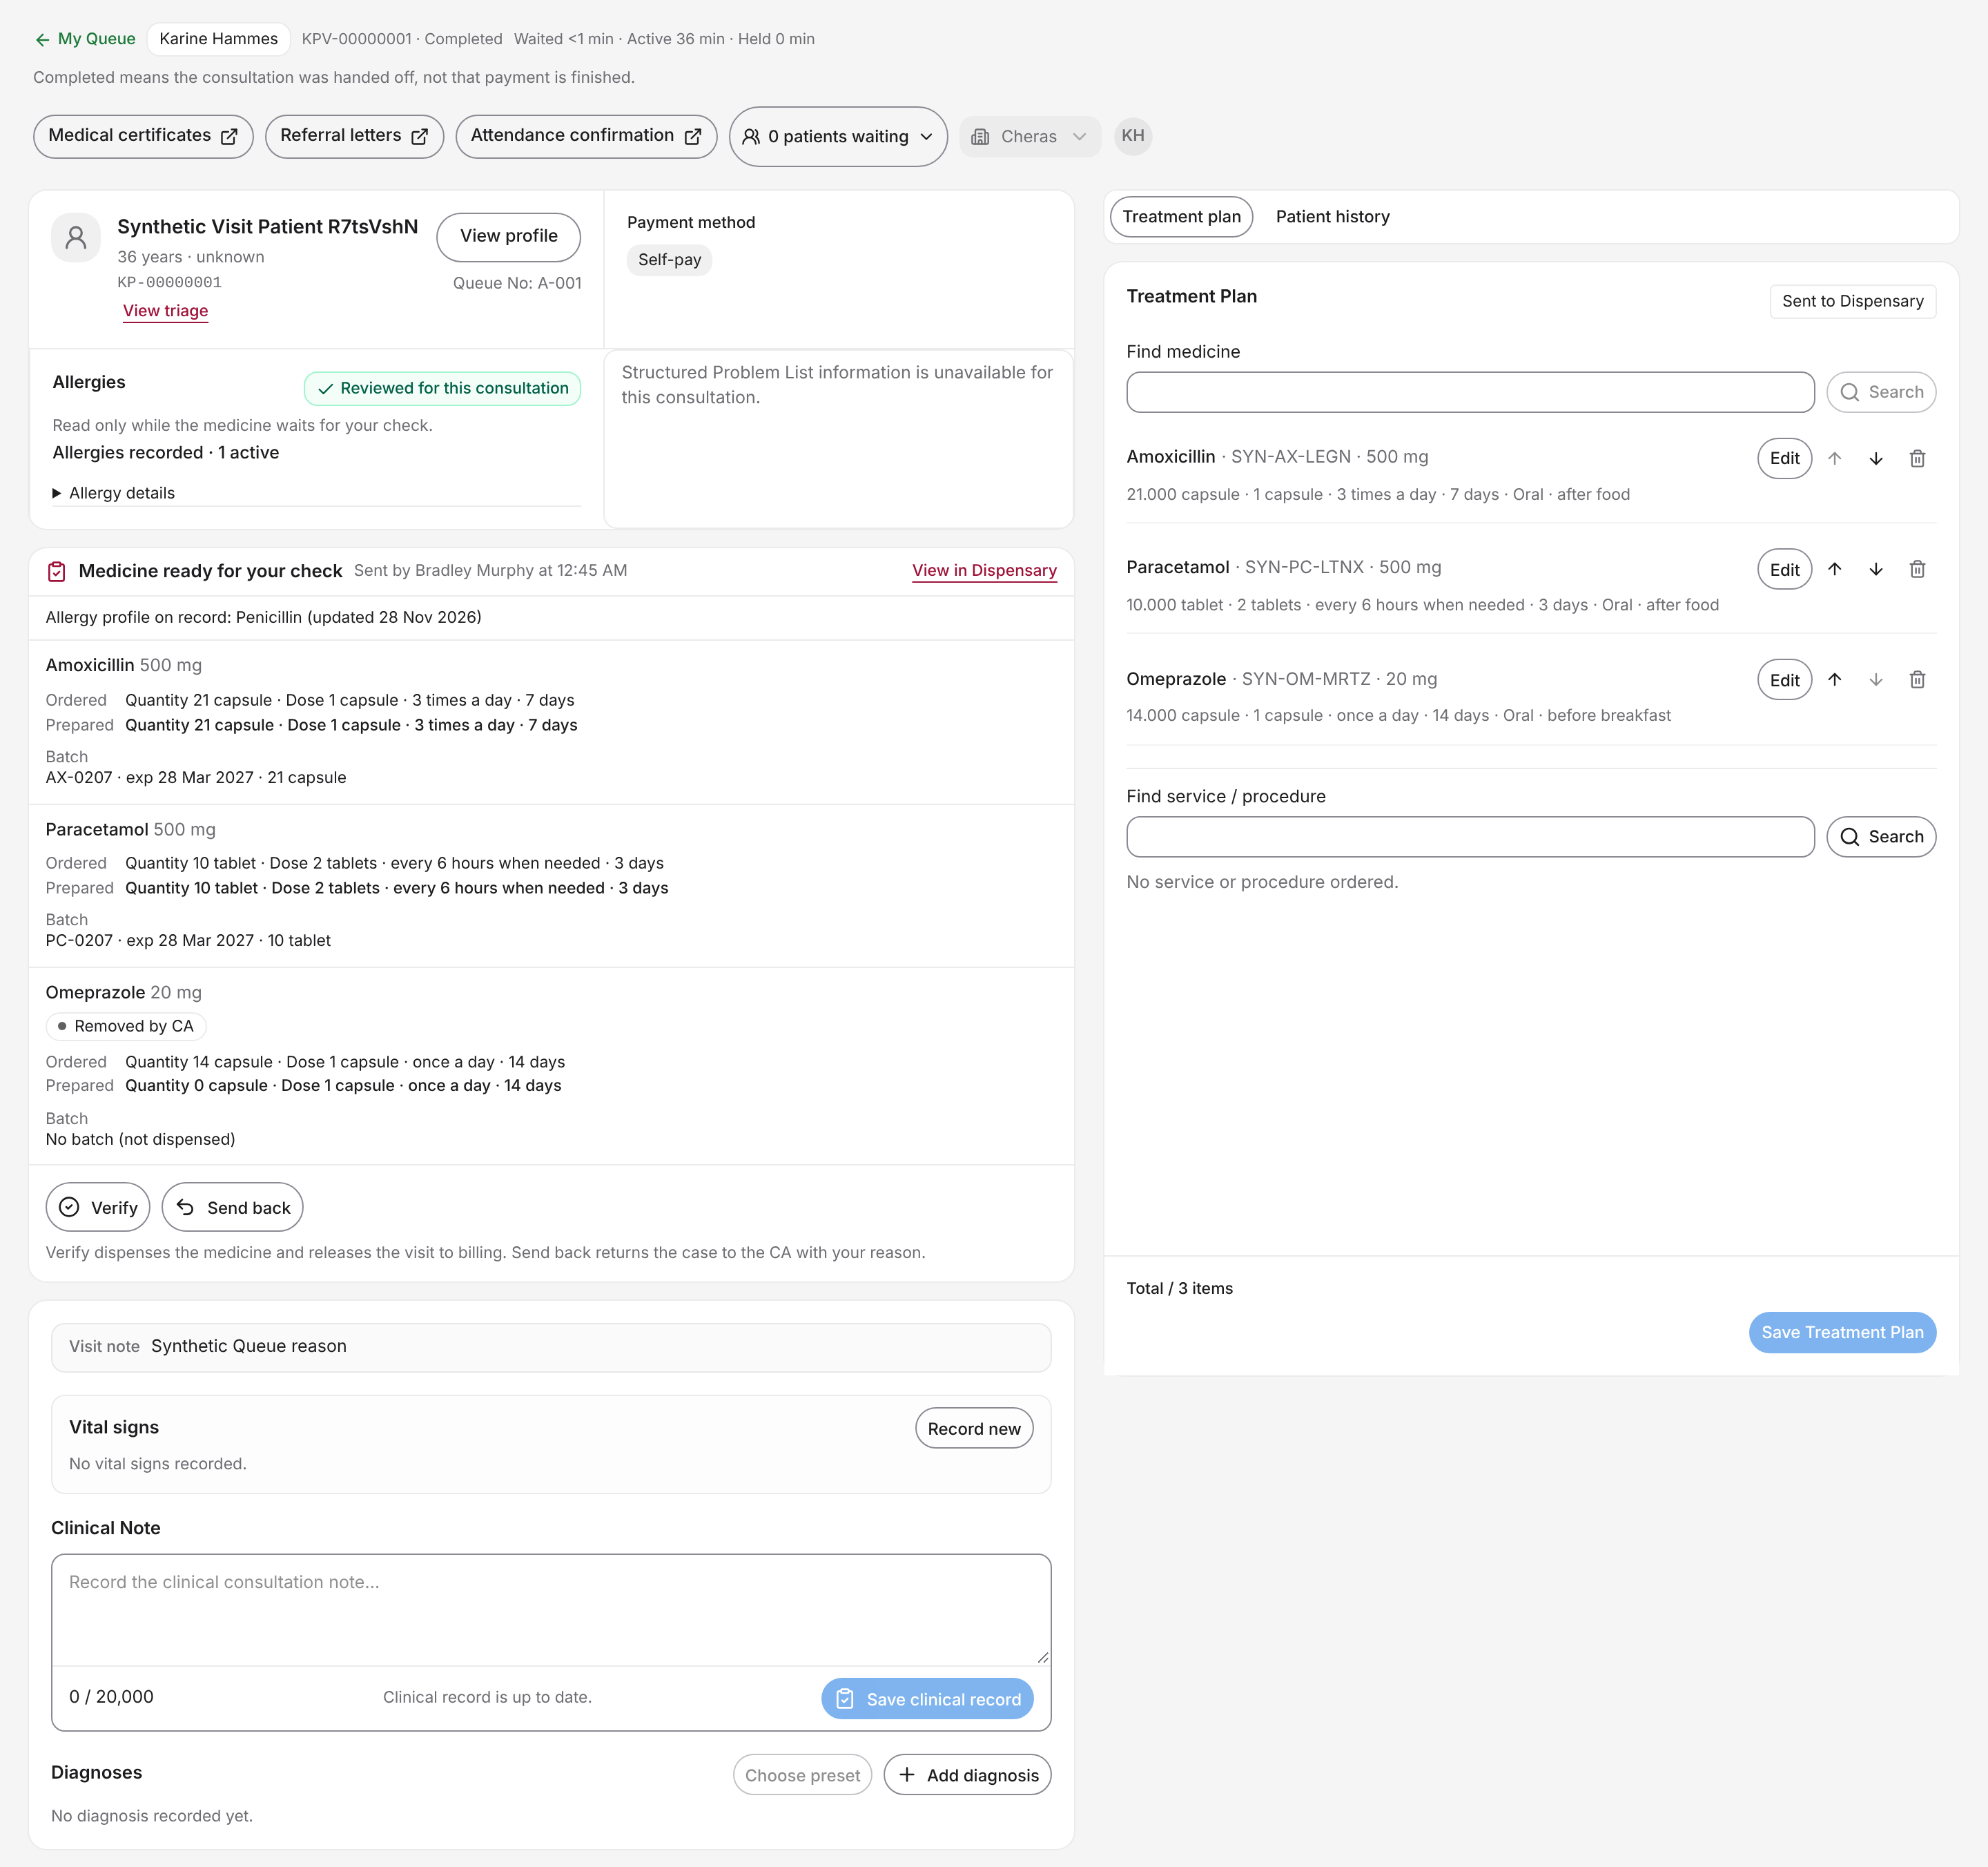 My Queue
Karine Hammes
KPV-00000001 · Completed Waited <1 min · Active 36 min · Held 0 min
Completed means the consultation was handed off, not that payment is finished.
Medical certificates
Referral letters
Attendance confirmation
0 patients waiting
Cheras
KH
Synthetic Visit Patient R7tsVshN
36 years · unknown
KP-00000001
View triage
View profile
Queue No: A-001
Payment method
Self-pay
Allergies
Reviewed for this consultation
Read only while the medicine waits for your check.
Allergies recorded · 1 active
Allergy details
Structured Problem List information is unavailable for
this consultation.
Medicine ready for your check Sent by Bradley Murphy at 12:45 AM
View in Dispensary
Allergy profile on record: Penicillin (updated 28 Nov 2026)
Amoxicillin 500 mg
Ordered Quantity 21 capsule · Dose 1 capsule · 3 times a day · 7 days
Prepared Quantity 21 capsule · Dose 1 capsule · 3 times a day · 7 days
Batch
AX-0207 · exp 28 Mar 2027 · 21 capsule
Paracetamol 500 mg
Ordered Quantity 10 tablet · Dose 2 tablets · every 6 hours when needed · 3 days
Prepared Quantity 10 tablet · Dose 2 tablets · every 6 hours when needed · 3 days
Batch
PC-0207 · exp 28 Mar 2027 · 10 tablet
Omeprazole 20 mg
Removed by CA
Ordered Quantity 14 capsule · Dose 1 capsule · once a day · 14 days
Prepared Quantity 0 capsule · Dose 1 capsule · once a day · 14 days
Batch
No batch (not dispensed)
Verify
Send back
Verify dispenses the medicine and releases the visit to billing. Send back returns the case to the CA with your reason.
Visit note Synthetic Queue reason
Vital signs
Record new
No vital signs recorded.
Clinical Note
Record the clinical consultation note...
0 / 20,000
Clinical record is up to date.
Save clinical record
Diagnoses
Choose preset
Add diagnosis
No diagnosis recorded yet.
Treatment plan
Patient history
Treatment Plan
Sent to Dispensary
Find medicine
Search
Amoxicillin · SYN-AX-LEGN · 500 mg
Edit
21.000 capsule · 1 capsule · 3 times a day · 7 days · Oral · after food
Paracetamol · SYN-PC-LTNX · 500 mg
Edit
10.000 tablet · 2 tablets · every 6 hours when needed · 3 days · Oral · after food
Omeprazole · SYN-OM-MRTZ · 20 mg
Edit
14.000 capsule · 1 capsule · once a day · 14 days · Oral · before breakfast
Find service / procedure
Search
No service or procedure ordered.
Total / 3 items
Save Treatment Plan